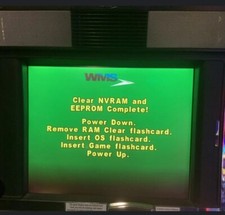 WMS
Clear NVRAM and
EEPROM Complete!
Power Down.
Remove RAM Clear flashcard.
Insert OS flashcard.
Insert Game flashcard.
Power Up.